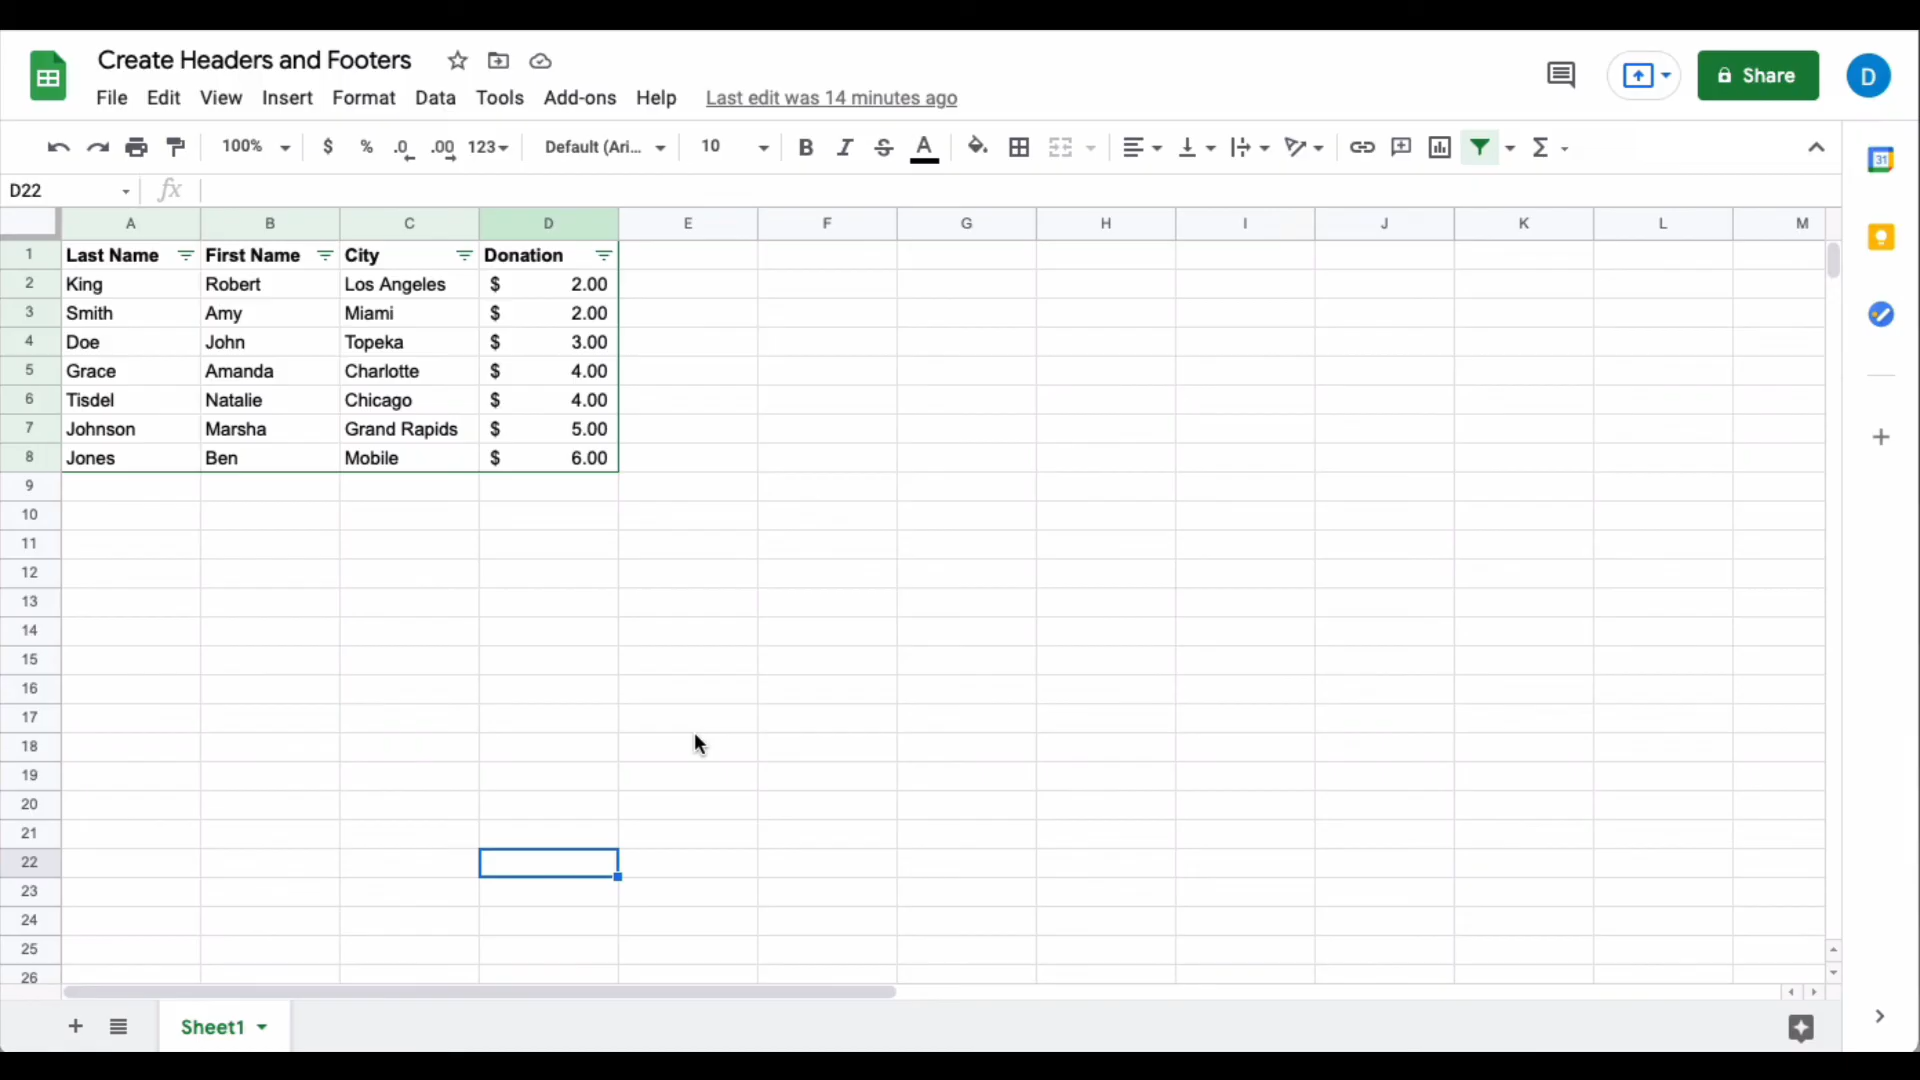 Create Headers and Footers
File Edit View Insert Format Data Tools Add-ons Help Last edit was 14 minutes ago
Share
D
100% $ % .0 .00 123 Default (Ari... 10 B I S A Σ
31
D22 fx
A B C D E F G H I J K L M
1 Last Name First Name City Donation
2 King Robert Los Angeles $ 2.00
3 Smith Amy Miami $ 2.00
4 Doe John Topeka $ 3.00
5 Grace Amanda Charlotte $ 4.00
6 Tisdel Natalie Chicago $ 4.00
7 Johnson Marsha Grand Rapids $ 5.00
8 Jones Ben Mobile $ 6.00
9
10
11
12
13
14
15
16
17
18
19
20
21
22
23
24
25
26
Sheet1